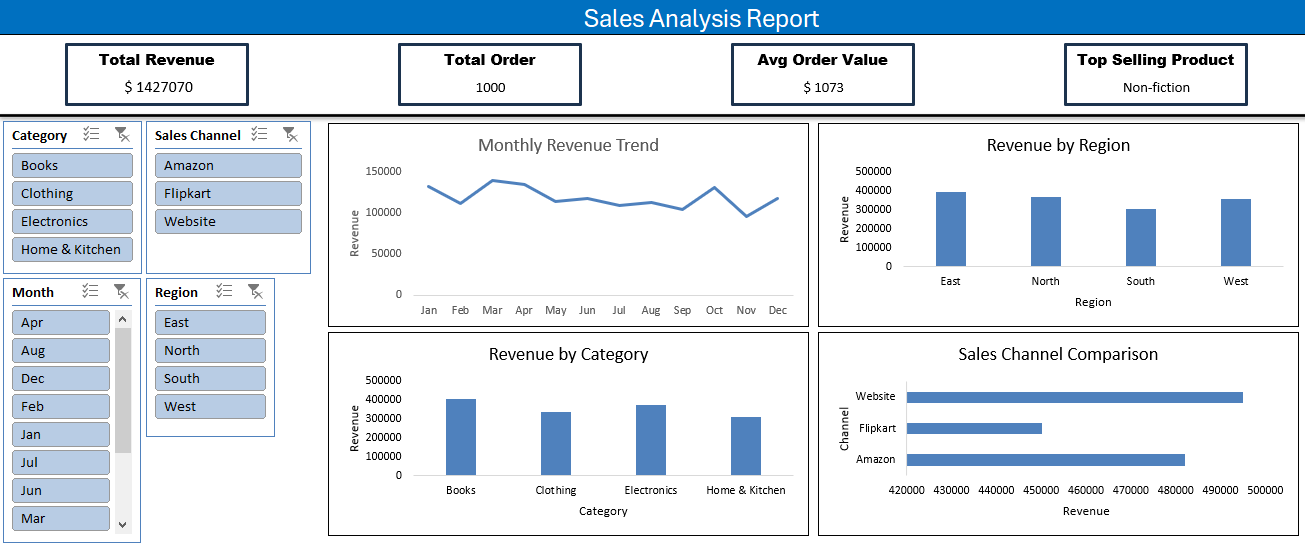 Sales Analysis Report
Total Revenue
$ 1427070
Total Order
1000
Avg Order Value
$ 1073
Top Selling Product
Non-fiction
Category
Books
Clothing
Electronics
Home & Kitchen
Sales Channel
Amazon
Flipkart
Website
Month
Apr
Aug
Dec
Feb
Jan
Jul
Jun
Mar
Region
East
North
South
West
Monthly Revenue Trend
Revenue
150000
100000
50000
0
Jan Feb Mar Apr May Jun Jul Aug Sep Oct Nov Dec
Revenue by Region
Revenue
500000
400000
300000
200000
100000
0
East North South West
Region
Revenue by Category
Revenue
500000
400000
300000
200000
100000
0
Books Clothing Electronics Home & Kitchen
Category
Sales Channel Comparison
Channel
Website
Flipkart
Amazon
420000 430000 440000 450000 460000 470000 480000 490000 500000
Revenue